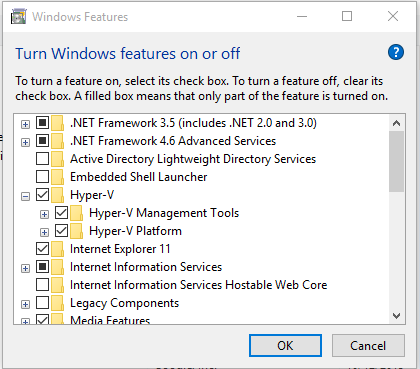 Windows Features
Turn Windows features on or off
To turn a feature on, select its check box. To turn a feature off, clear its
check box. A filled box means that only part of the feature is turned on.
.NET Framework 3.5 (includes .NET 2.0 and 3.0)
.NET Framework 4.6 Advanced Services
Active Directory Lightweight Directory Services
Embedded Shell Launcher
Hyper-V
Hyper-V Management Tools
Hyper-V Platform
Internet Explorer 11
Internet Information Services
Internet Information Services Hostable Web Core
Legacy Components
Media Features
OK Cancel